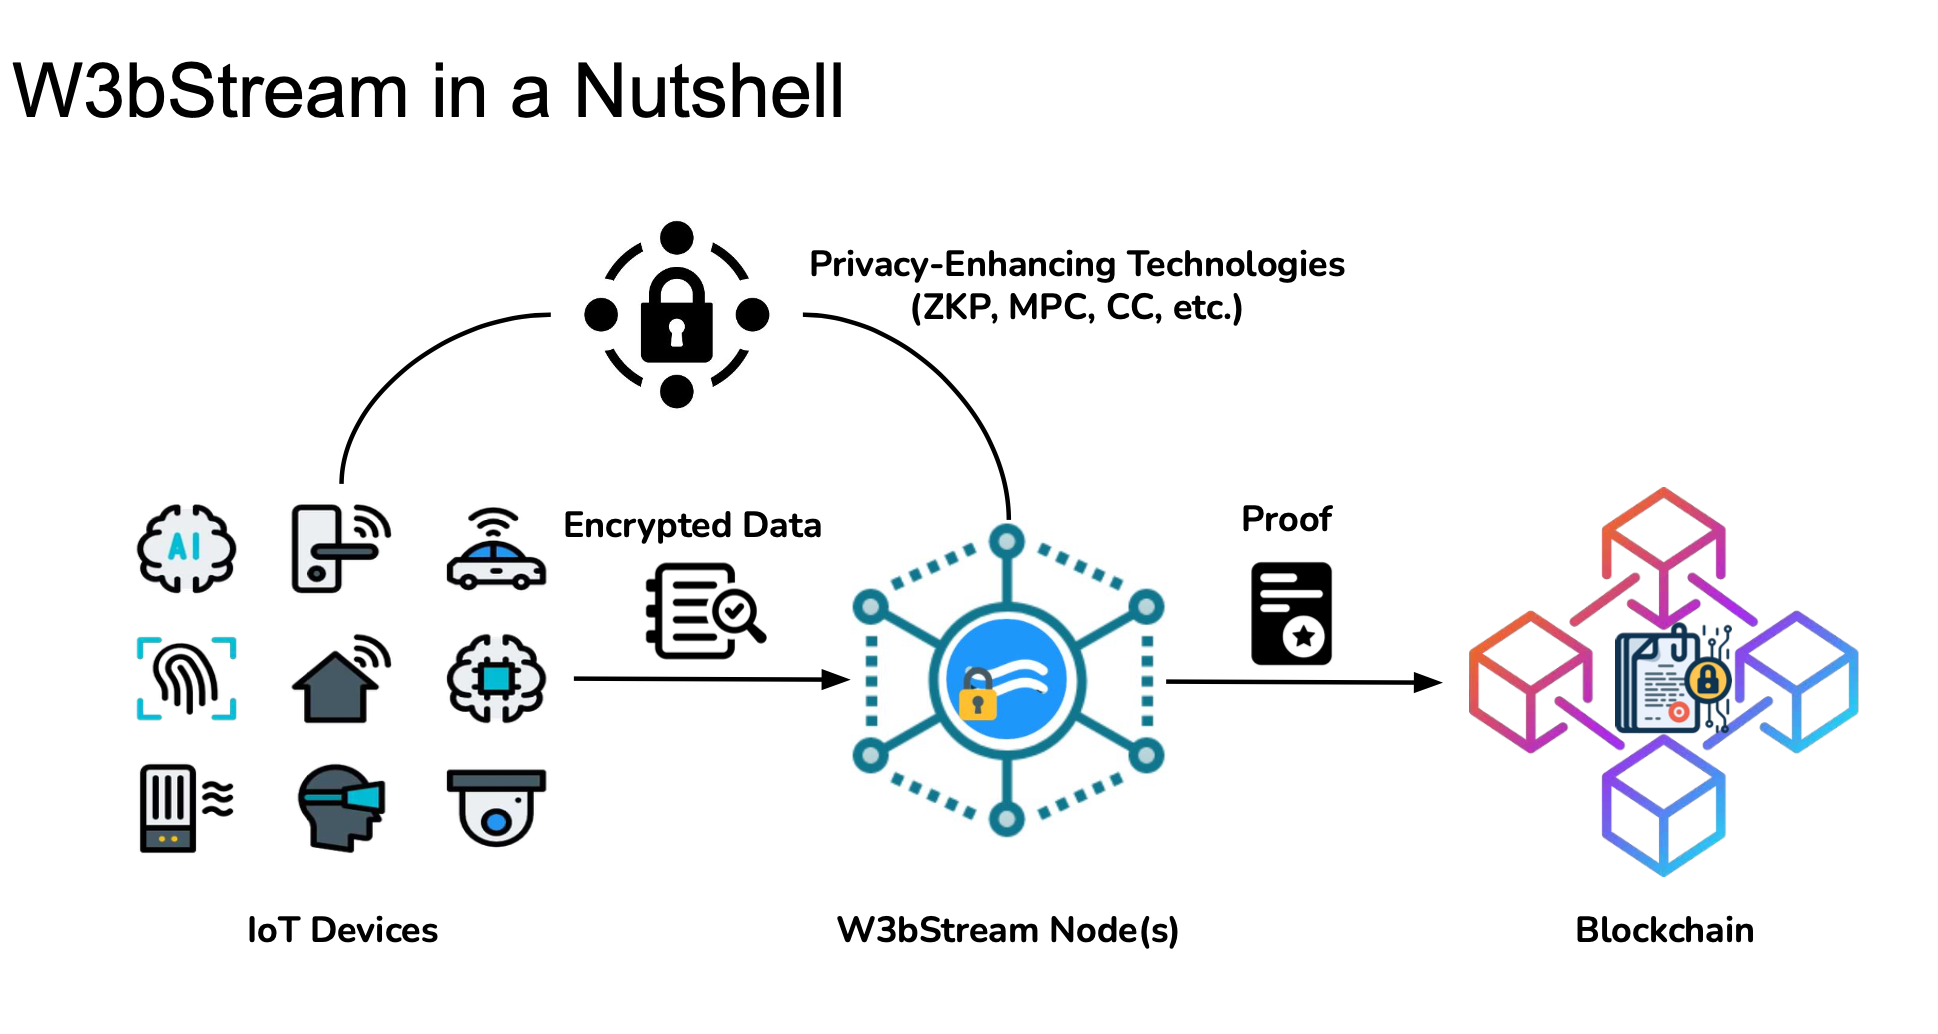 W3bStream in a Nutshell
Privacy-Enhancing Technologies
(ZKP, MPC, CC, etc.)
Encrypted Data
Proof
AI
IoT Devices
W3bStream Node(s)
Blockchain